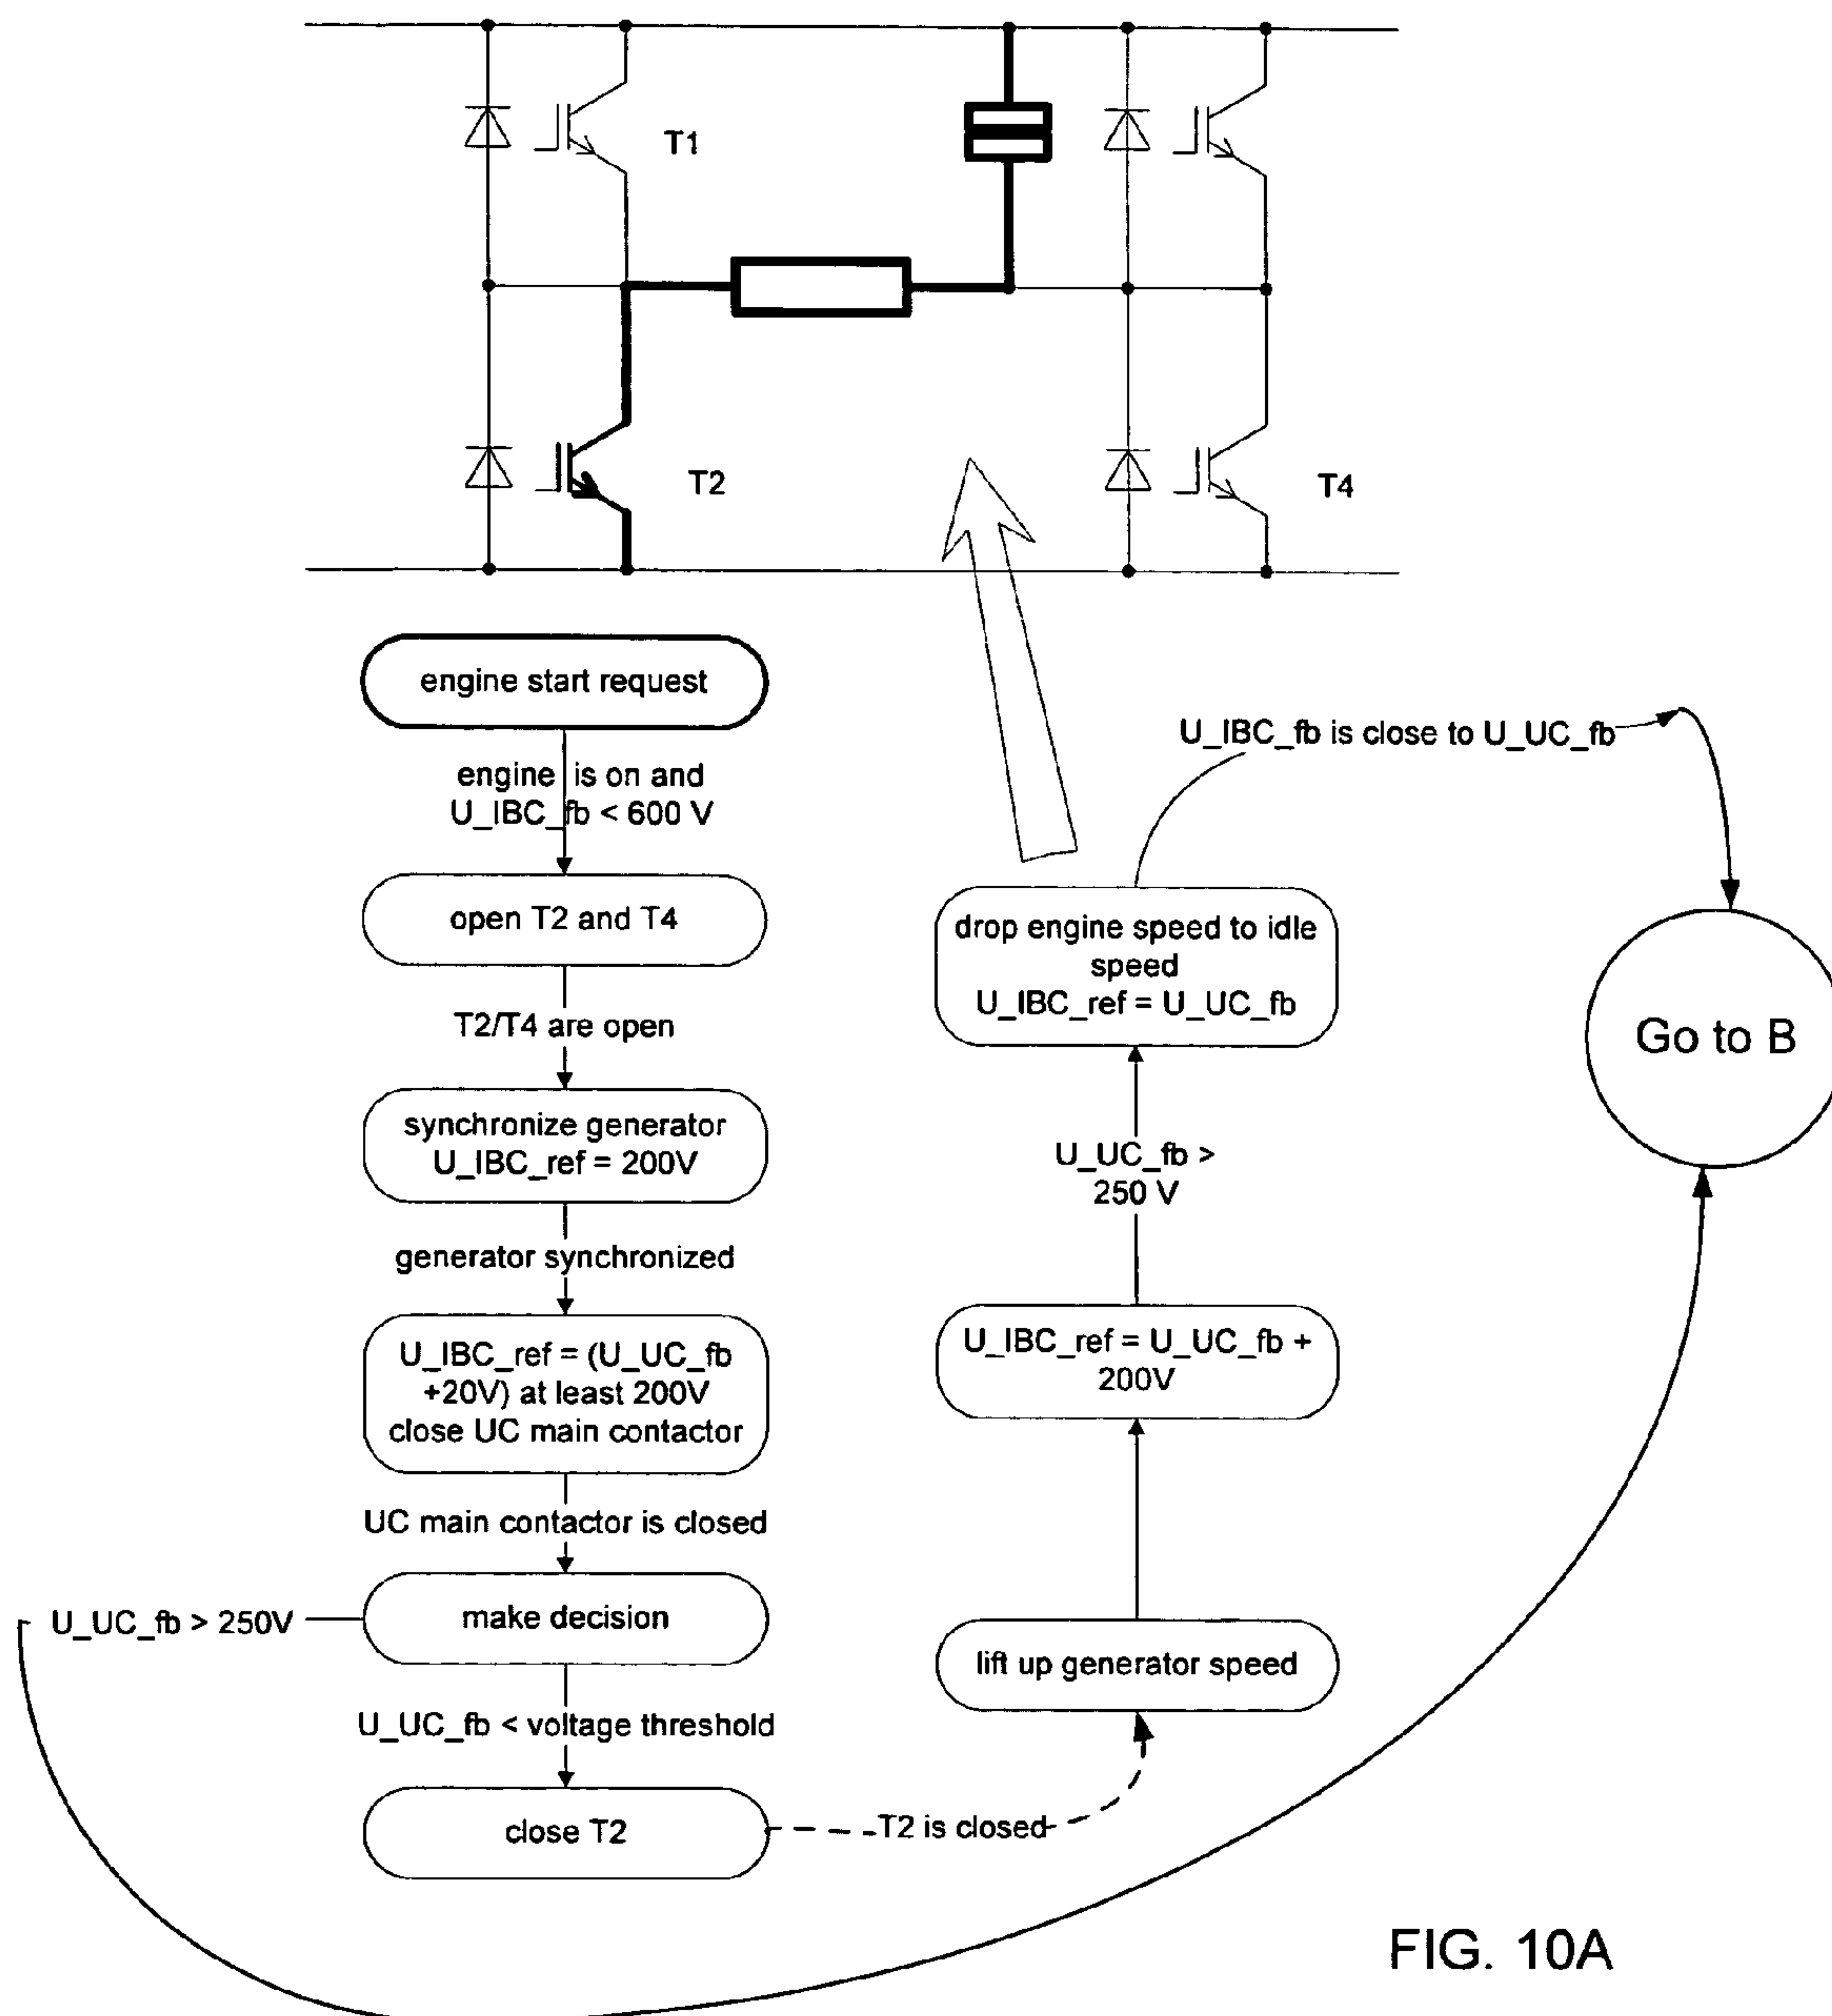 T1
T2
T4
engine start request
engine is on and
U_IBC_fb < 600 V
open T2 and T4
T2/T4 are open
synchronize generator
U_IBC_ref = 200V
generator synchronized
U_IBC_ref = (U_UC_fb
+20V) at least 200V
close UC main contactor
UC main contactor is closed
make decision
U_UC_fb > 250V
U_UC_fb < voltage threshold
close T2
T2 is closed
lift up generator speed
U_IBC_ref = U_UC_fb +
200V
U_UC_fb >
250 V
drop engine speed to idle
speed
U_IBC_ref = U_UC_fb
U_IBC_fb is close to U_UC_fb
Go to B
FIG. 10A